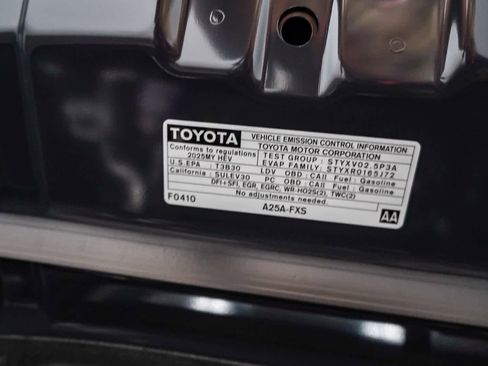 TOYOTA
VEHICLE EMISSION CONTROL INFORMATION
TOYOTA MOTOR CORPORATION
Conforms to regulations
2025MY HEV
TEST GROUP : STYXV02.5P3A
EVAP FAMILY: STYXR0165J72
U.S.EPA : T3B30 LDV OBD : CAII Fuel : Gasoline
California : SULEV30 PC OBD : CAII Fuel : Gasoline
DFI+SFI, EGR, EGRC, WR-HO2S(2), TWC(2)
No adjustments needed.
F0410 A25A-FXS AA